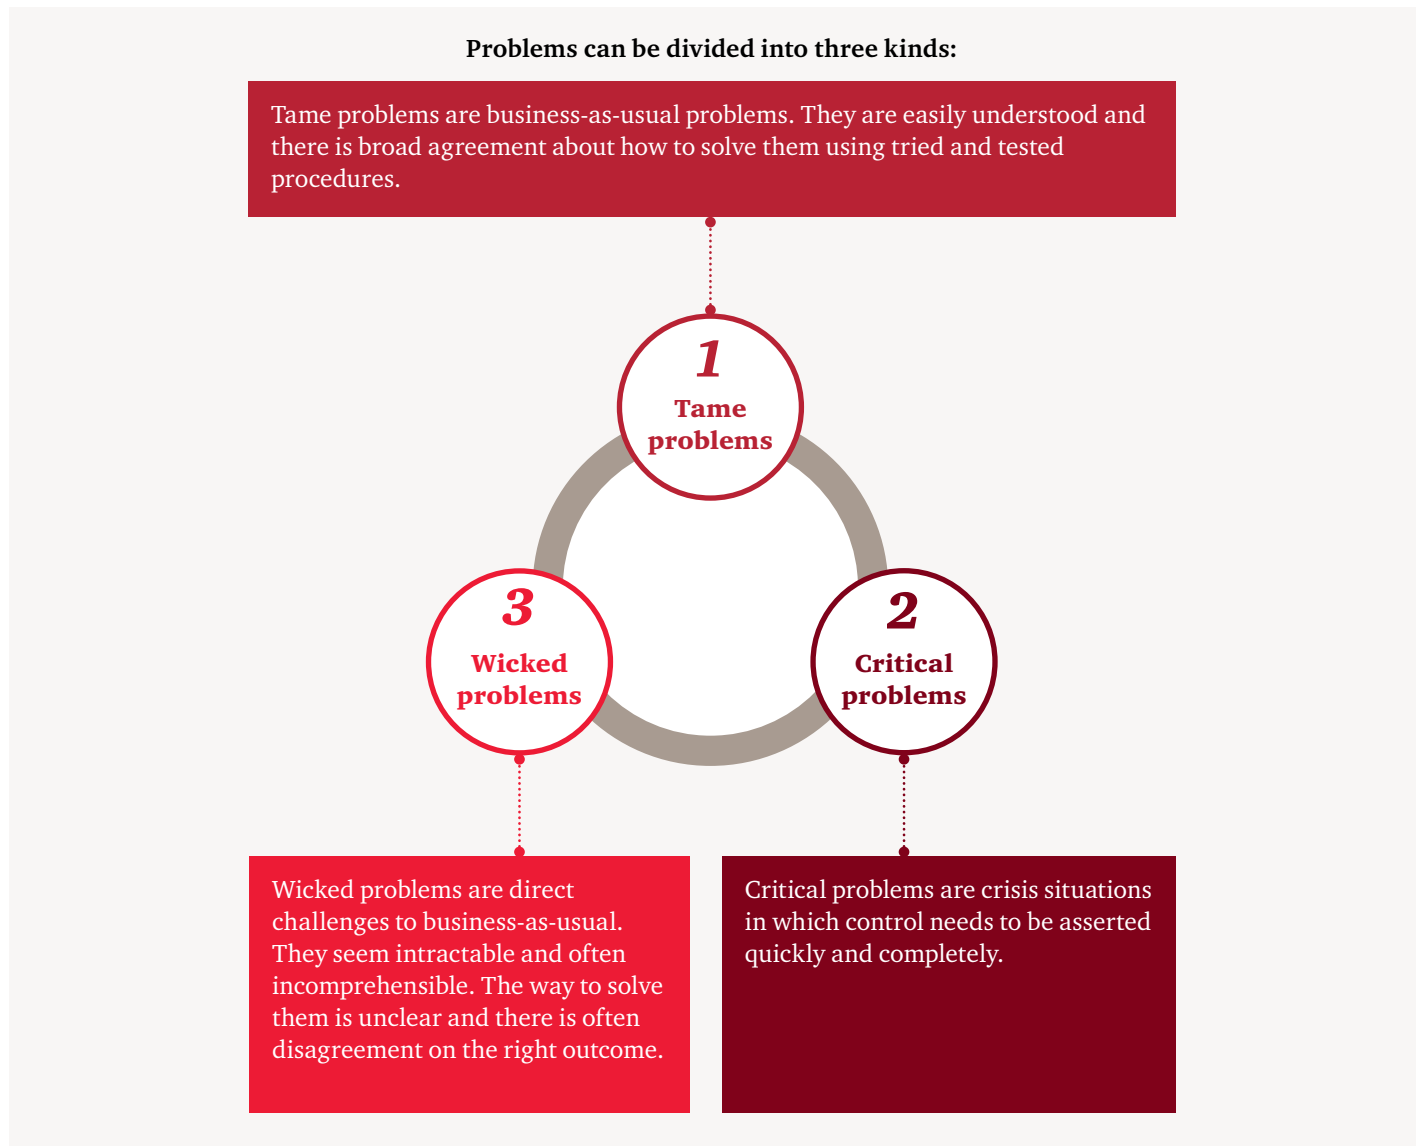 Problems can be divided into three kinds:
Tame problems are business-as-usual problems. They are easily understood and
there is broad agreement about how to solve them using tried and tested
procedures.
1
Tame
problems
3
Wicked
problems
2
Critical
problems
Wicked problems are direct
challenges to business-as-usual.
They seem intractable and often
incomprehensible. The way to solve
them is unclear and there is often
disagreement on the right outcome.
Critical problems are crisis situations
in which control needs to be asserted
quickly and completely.